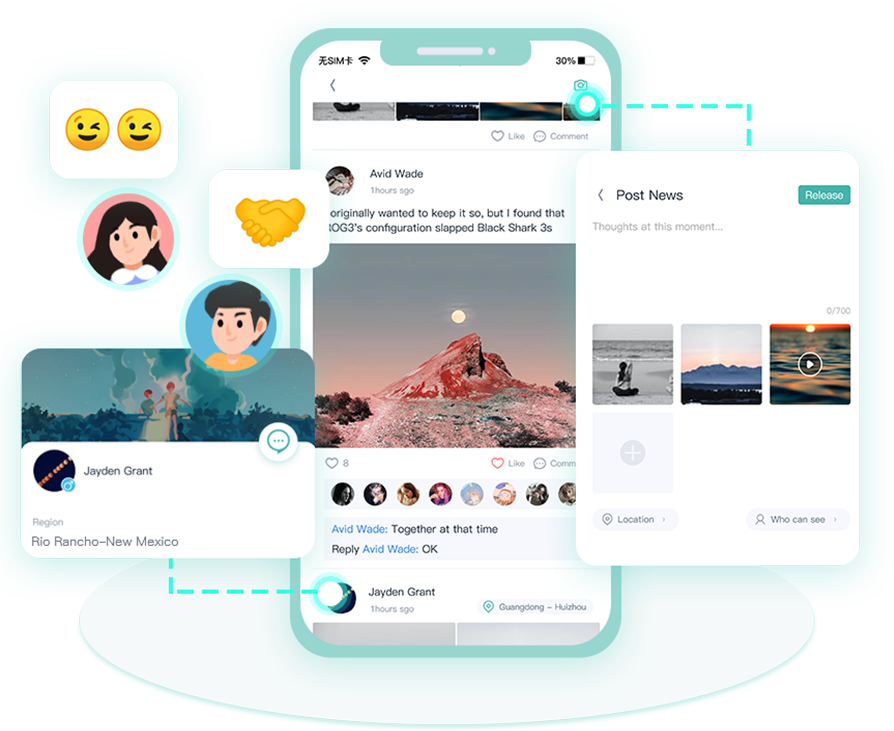 无SIM卡
30%
Like
Comment
Avid Wade
1hours ago
originally wanted to keep it so, but I found that
ROG3's configuration slapped Black Shark 3s
8
Like
Comm
Avid Wade: Together at that time
Reply Avid Wade: OK
Jayden Grant
1hours ago
Guangdong - Huizhou
Post News
Release
Thoughts at this moment...
0/700
Location
Who can see
Jayden Grant
Region
Rio Rancho-New Mexico